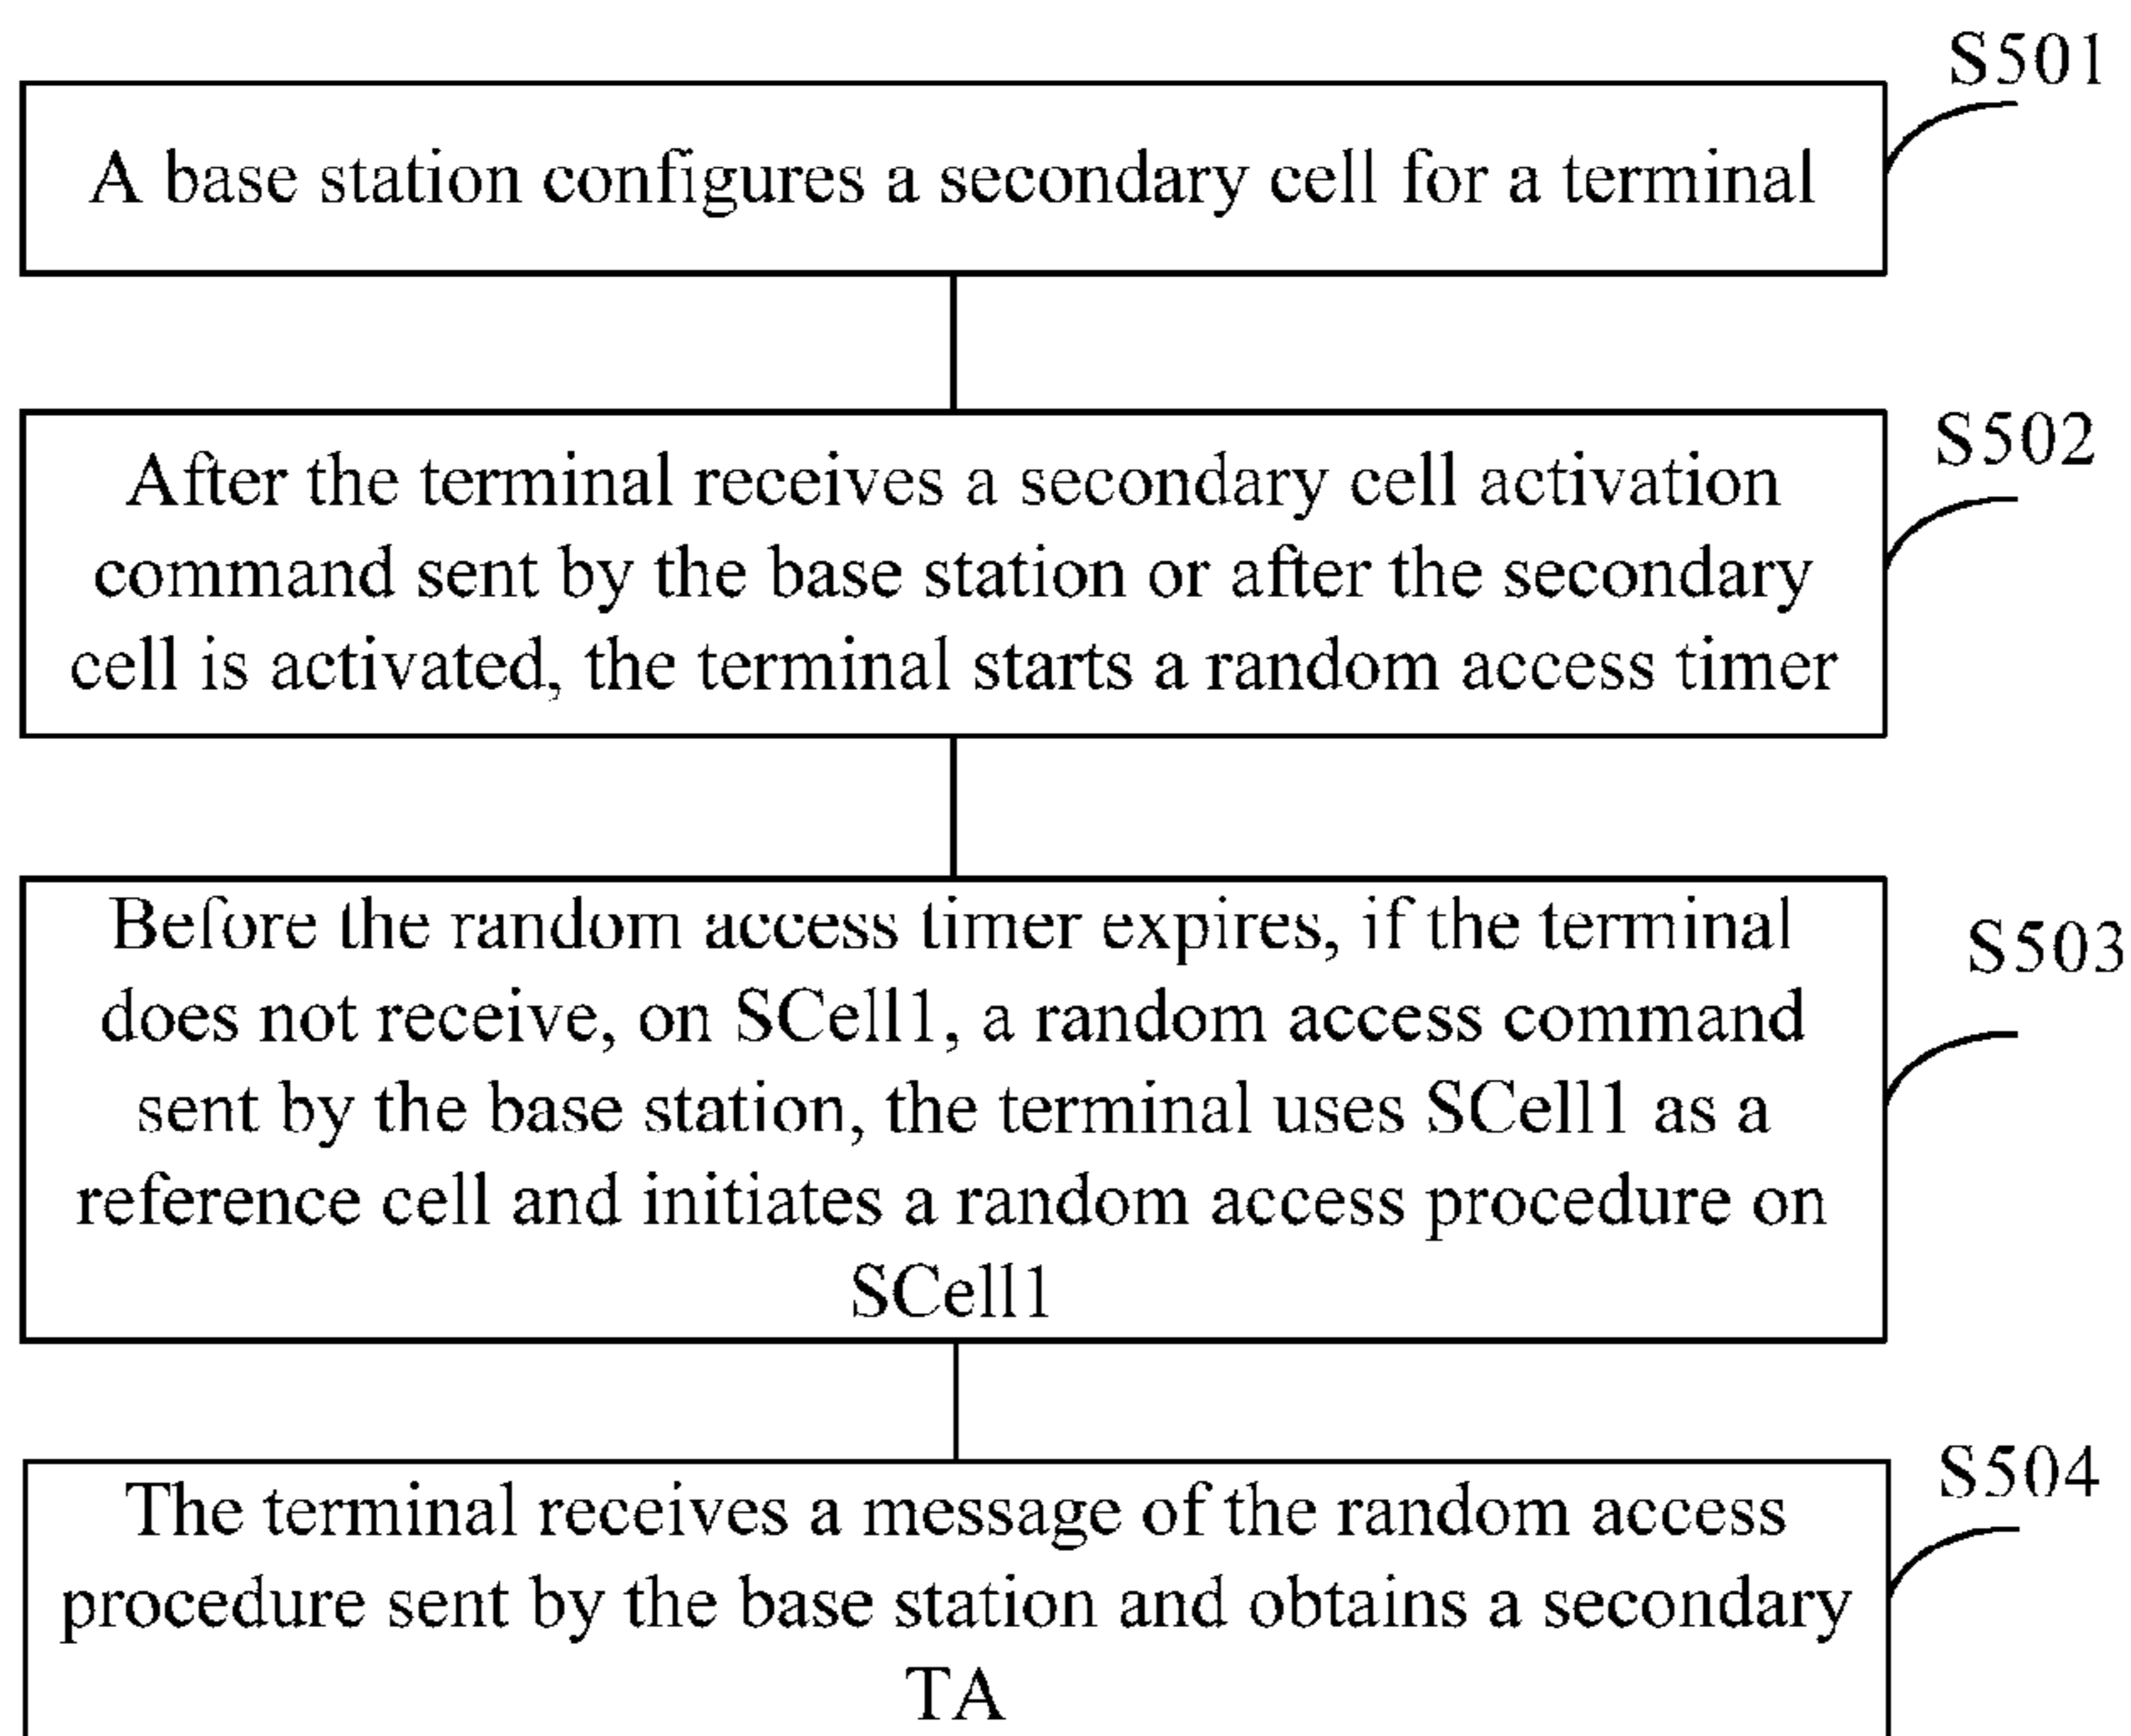 S501
A base station configures a secondary cell for a terminal
S502
After the terminal receives a secondary cell activation
command sent by the base station or after the secondary
cell is activated, the terminal starts a random access timer
S503
Before the random access timer expires, if the terminal
does not receive, on SCell1, a random access command
sent by the base station, the terminal uses SCell1 as a
reference cell and initiates a random access procedure on
SCell1
S504
The terminal receives a message of the random access
procedure sent by the base station and obtains a secondary
TA